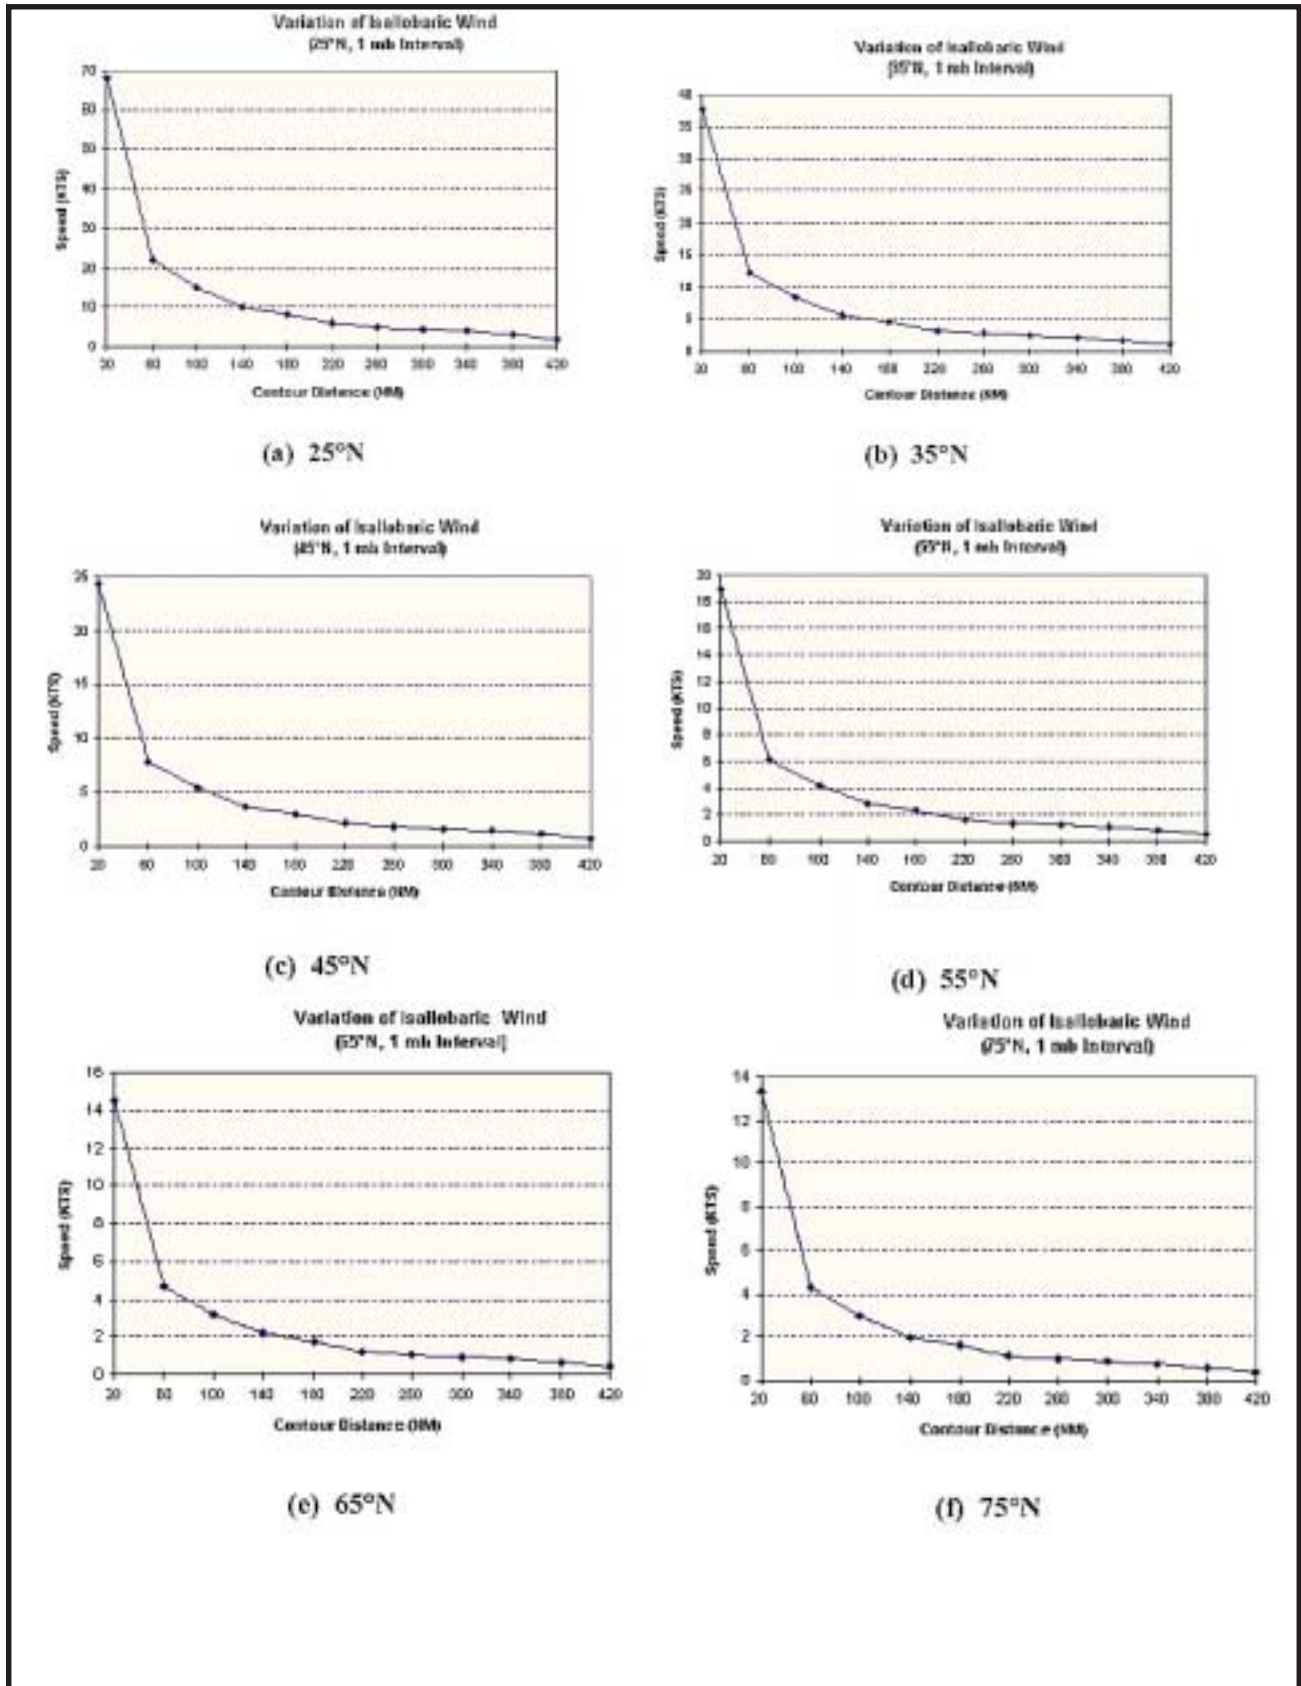 Variation of Isallobaric Wind
(25°N, 1 mb Interval)
70
60
50
40
30
20
10
0
Speed (KTS)
20 60 100 140 180 220 260 300 340 380 420
Contour Distance (NM)
(a) 25°N
Variation of Isallobaric Wind
(35°N, 1 mb Interval)
40
35
30
25
20
15
10
5
0
Speed (KTS)
20 60 100 140 180 220 260 300 340 380 420
Contour Distance (NM)
(b) 35°N
Variation of Isallobaric Wind
(45°N, 1 mb Interval)
25
20
15
10
5
0
Speed (KTS)
20 60 100 140 180 220 260 300 340 380 420
Contour Distance (NM)
(c) 45°N
Variation of Isallobaric Wind
(55°N, 1 mb Interval)
20
18
16
14
12
10
8
6
4
2
0
Speed (KTS)
20 60 100 140 180 220 260 300 340 380 420
Contour Distance (NM)
(d) 55°N
Variation of Isallobaric Wind
(65°N, 1 mb Interval)
16
14
12
10
8
6
4
2
0
Speed (KTS)
20 60 100 140 180 220 260 300 340 380 420
Contour Distance (NM)
(e) 65°N
Variation of Isallobaric Wind
(75°N, 1 mb Interval)
14
12
10
8
6
4
2
0
Speed (KTS)
20 60 100 140 180 220 260 300 340 380 420
Contour Distance (NM)
(f) 75°N